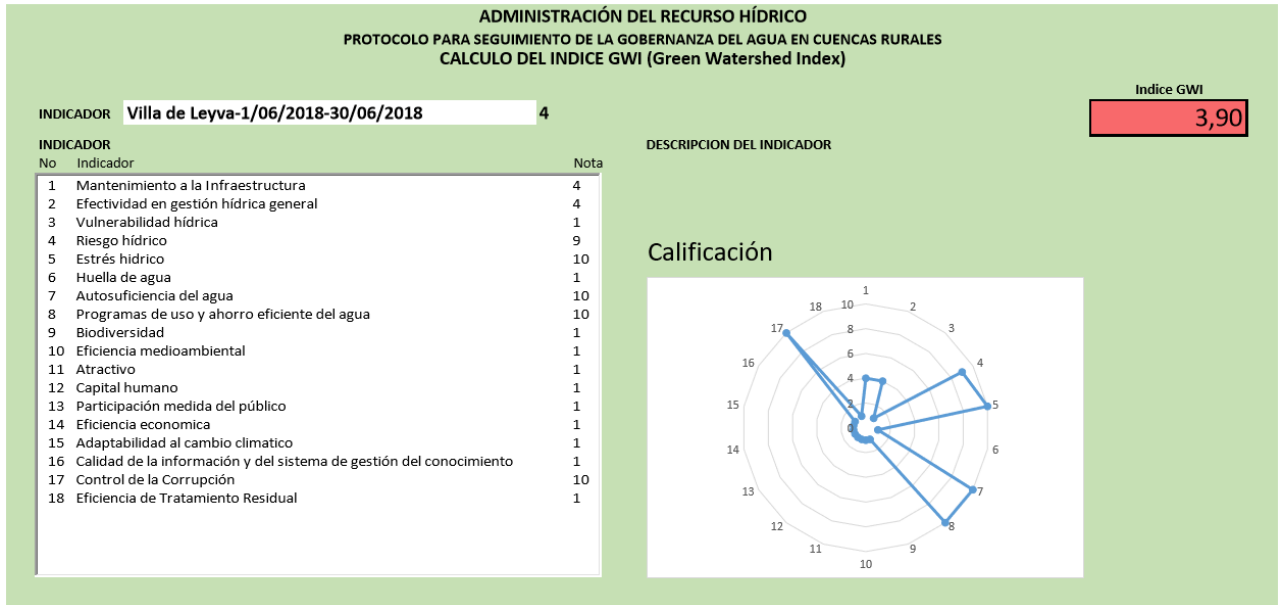 ADMINISTRACIÓN DEL RECURSO HÍDRICO
PROTOCOLO PARA SEGUIMIENTO DE LA GOBERNANZA DEL AGUA EN CUENCAS RURALES
CALCULO DEL INDICE GWI (Green Watershed Index)
Indice GWI
3,90
INDICADOR Villa de Leyva-1/06/2018-30/06/2018 4
INDICADOR
No Indicador Nota
1 Mantenimiento a la Infraestructura 4
2 Efectividad en gestión hídrica general 4
3 Vulnerabilidad hídrica 1
4 Riesgo hídrico 9
5 Estrés hidrico 10
6 Huella de agua 1
7 Autosuficiencia del agua 10
8 Programas de uso y ahorro eficiente del agua 10
9 Biodiversidad 1
10 Eficiencia medioambiental 1
11 Atractivo 1
12 Capital humano 1
13 Participación medida del público 1
14 Eficiencia economica 1
15 Adaptabilidad al cambio climatico 1
16 Calidad de la información y del sistema de gestión del conocimiento 1
17 Control de la Corrupción 10
18 Eficiencia de Tratamiento Residual 1
DESCRIPCION DEL INDICADOR
Calificación
1
2
3
4
5
6
7
8
9
10
11
12
13
14
15
16
17
18
10
8
6
4
2
0